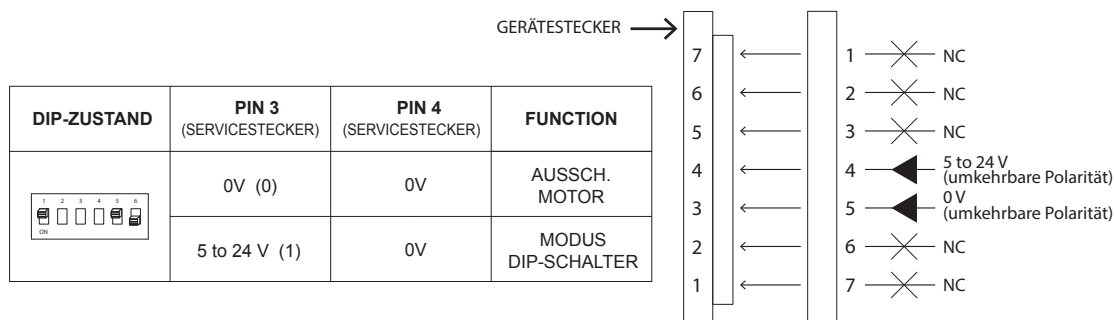 GERÄTESTECKER
DIP-ZUSTAND
PIN 3
(SERVICESTECKER)
PIN 4
(SERVICESTECKER)
FUNCTION
1 2 3 4 5 6
ON
0V (0)
0V
AUSSCH.
MOTOR
5 to 24 V (1)
0V
MODUS
DIP-SCHALTER
7 1 NC
6 2 NC
5 3 NC
4 4 5 to 24 V
(umkehrbare Polarität)
3 5 0 V
(umkehrbare Polarität)
2 6 NC
1 7 NC